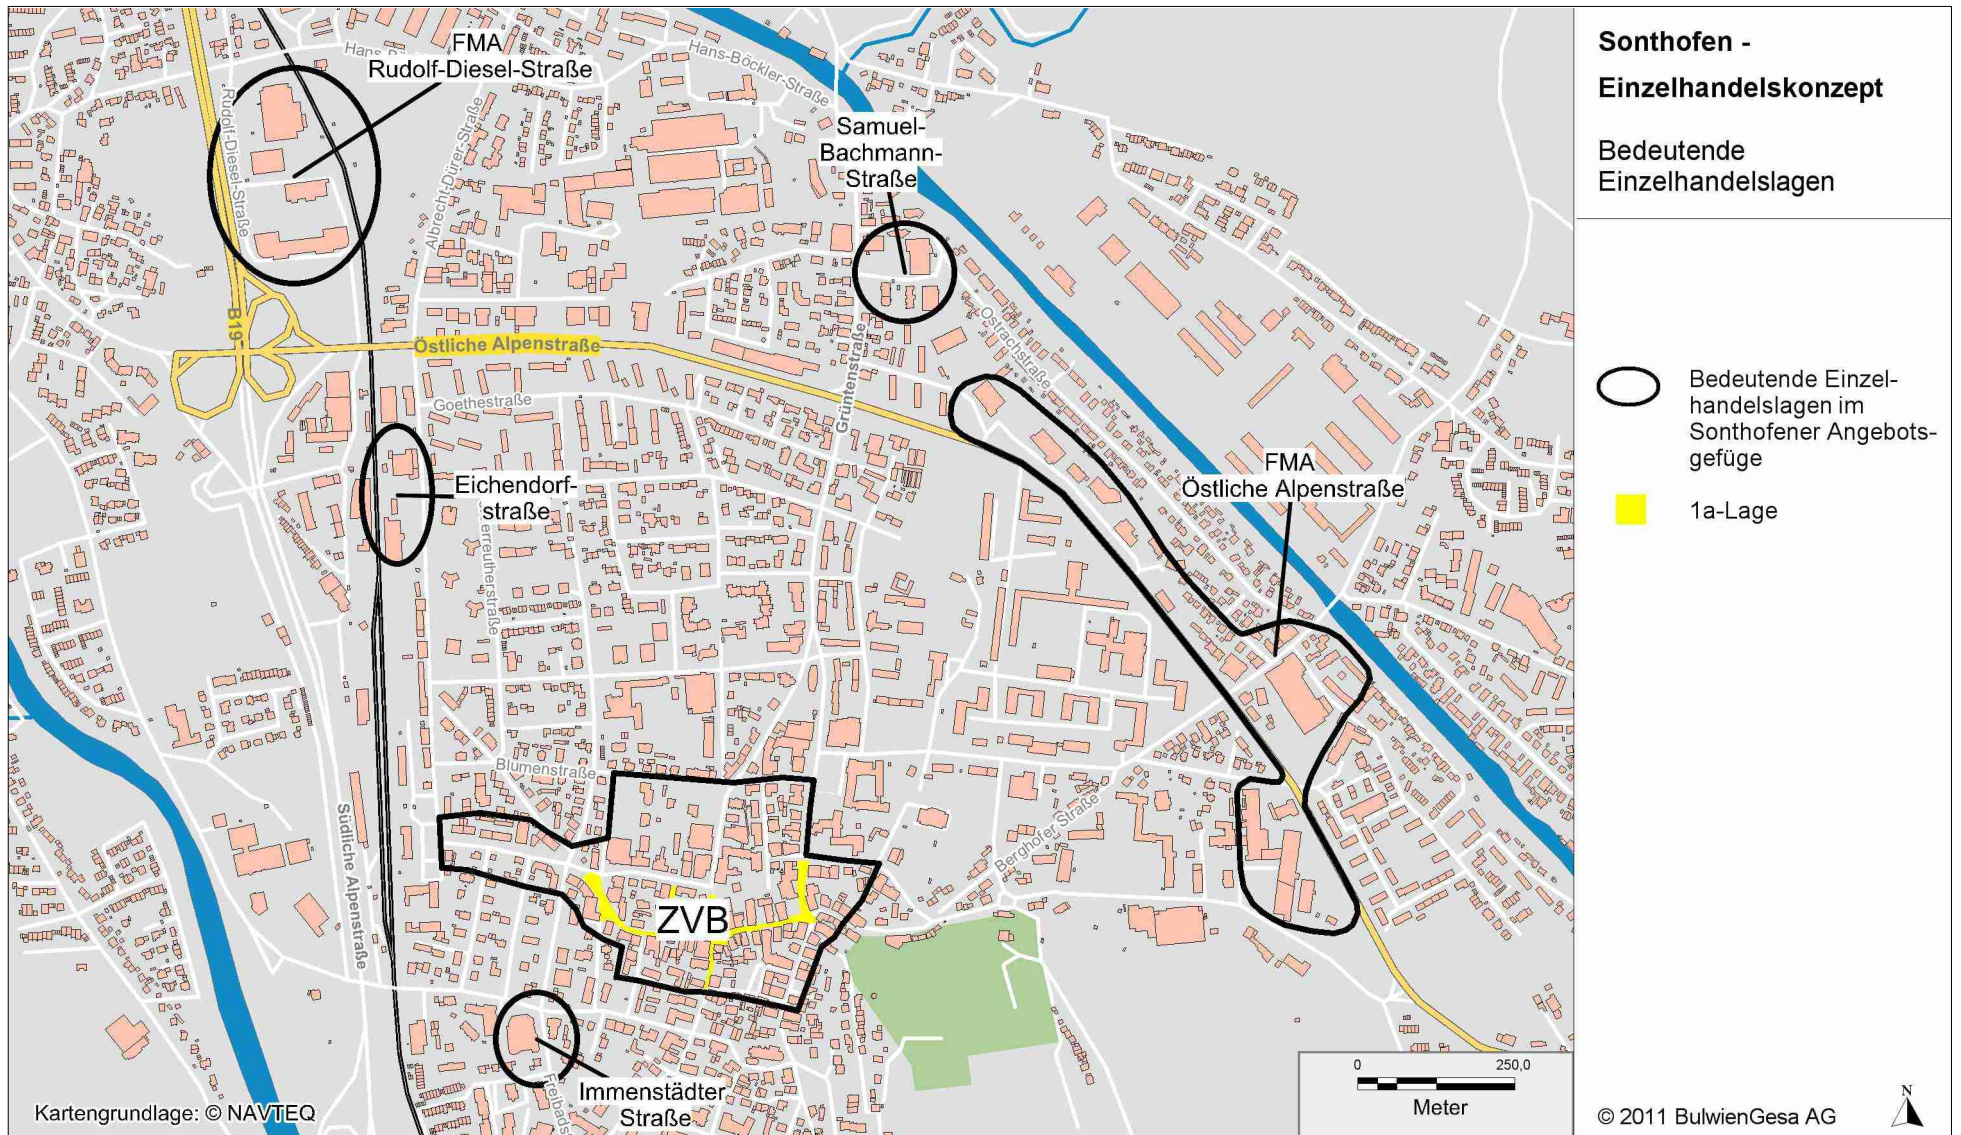 FMA
Rudolf-Diesel-Straße
Hans-Böckler-Straße
Samuel-
Bachmann-
Straße
Rudolf-Diesel-Straße
Albrecht-Dürer-Straße
B19
Östliche Alpenstraße
Grüntenstraße
Ostrachstraße
Goethestraße
Eichendorf-
straße
FMA
Östliche Alpenstraße
Blumenstraße
Südliche Alpenstraße
Berghofer Straße
ZVB
Immenstädter
Straße
Kartengrundlage: © NAVTEQ
0 250,0
Meter
Sonthofen -
Einzelhandelskonzept
Bedeutende
Einzelhandelslagen
Bedeutende Einzel-
handelslagen im
Sonthofener Angebots-
gefüge
1a-Lage
© 2011 BulwienGesa AG
N